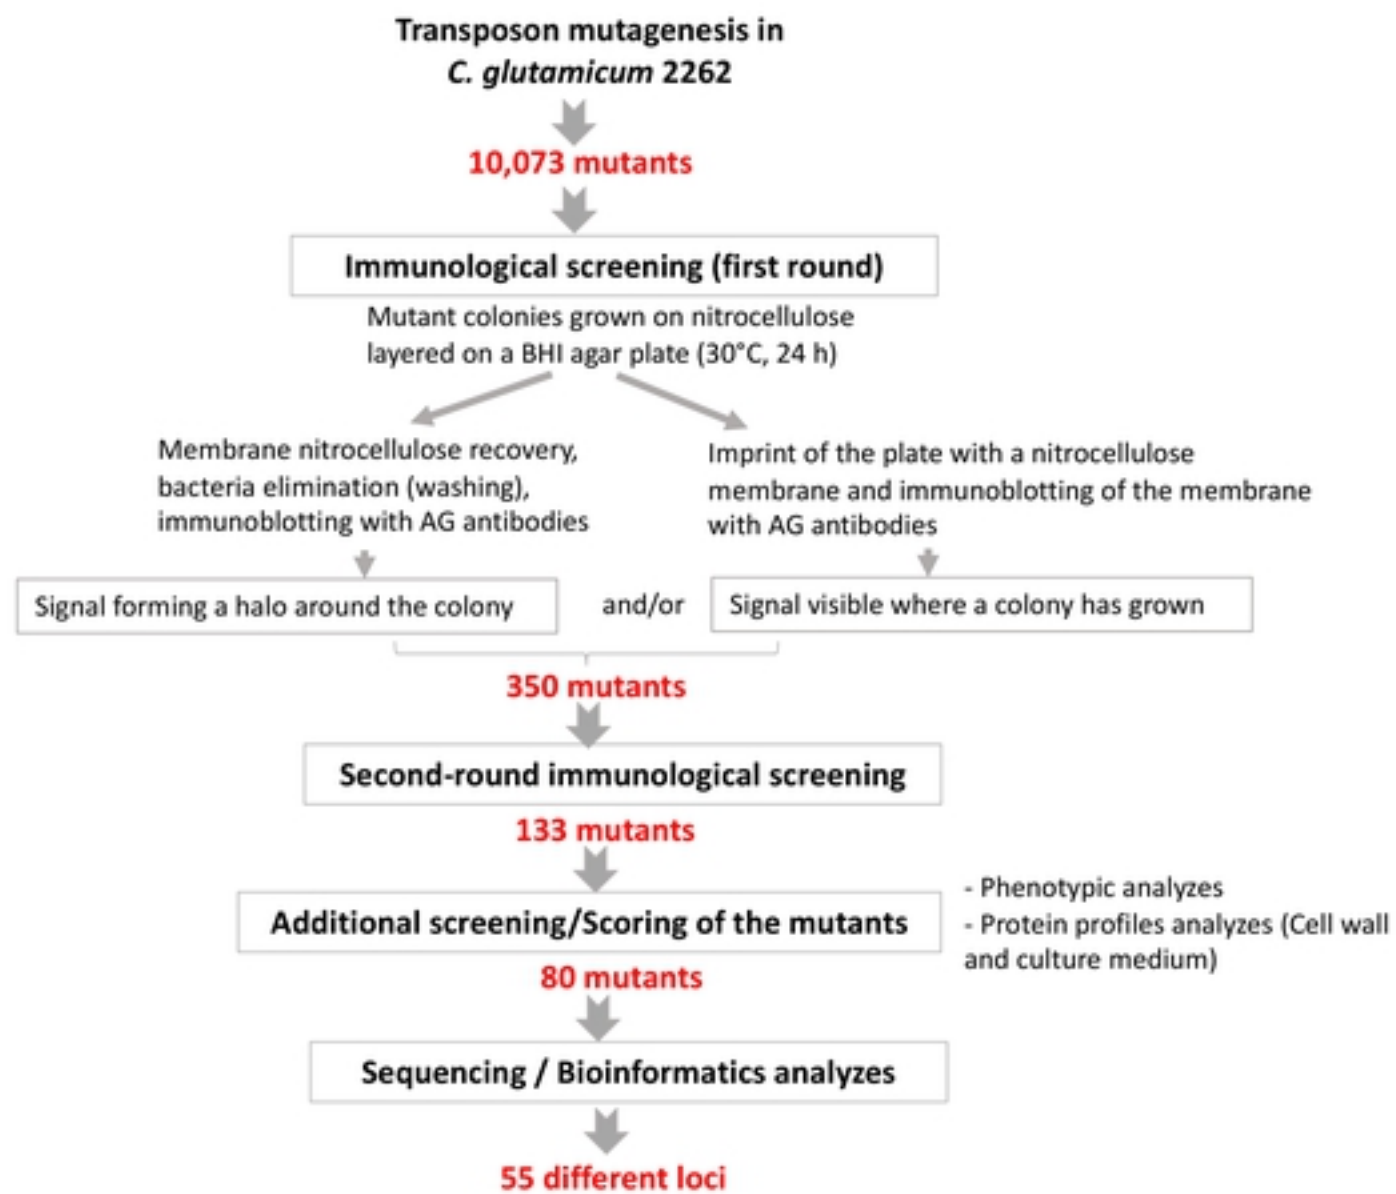 Transposon mutagenesis in
C. glutamicum 2262
10,073 mutants
Immunological screening (first round)
Mutant colonies grown on nitrocellulose
layered on a BHI agar plate (30°C, 24 h)
Membrane nitrocellulose recovery,
bacteria elimination (washing),
immunoblotting with AG antibodies
Imprint of the plate with a nitrocellulose
membrane and immunoblotting of the membrane
with AG antibodies
Signal forming a halo around the colony
and/or
Signal visible where a colony has grown
350 mutants
Second-round immunological screening
133 mutants
Additional screening/Scoring of the mutants
- Phenotypic analyzes
- Protein profiles analyzes (Cell wall
and culture medium)
80 mutants
Sequencing / Bioinformatics analyzes
55 different loci